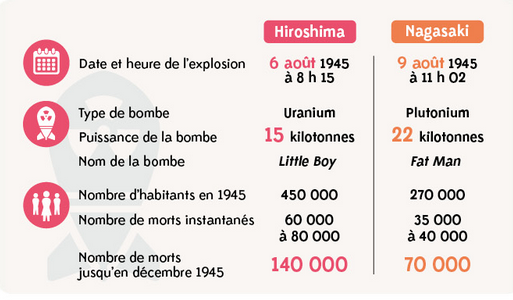 Hiroshima Nagasaki
Date et heure de l'explosion 6 août 1945 9 août 1945
à 8 h 15 à 11 h 02
Type de bombe Uranium Plutonium
Puissance de la bombe 15 kilotonnes 22 kilotonnes
Nom de la bombe Little Boy Fat Man
Nombre d'habitants en 1945 450 000 270 000
Nombre de morts instantanés 60 000 35 000
à 80 000 à 40 000
Nombre de morts
jusqu'en décembre 1945 140 000 70 000